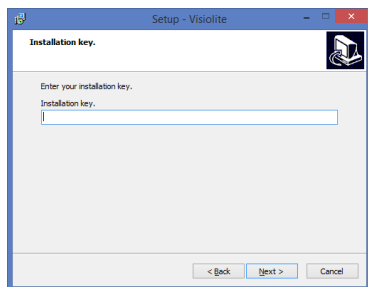 Setup - Visiolite
Installation key.
Enter your installation key.
Installation key.
< Back Next > Cancel